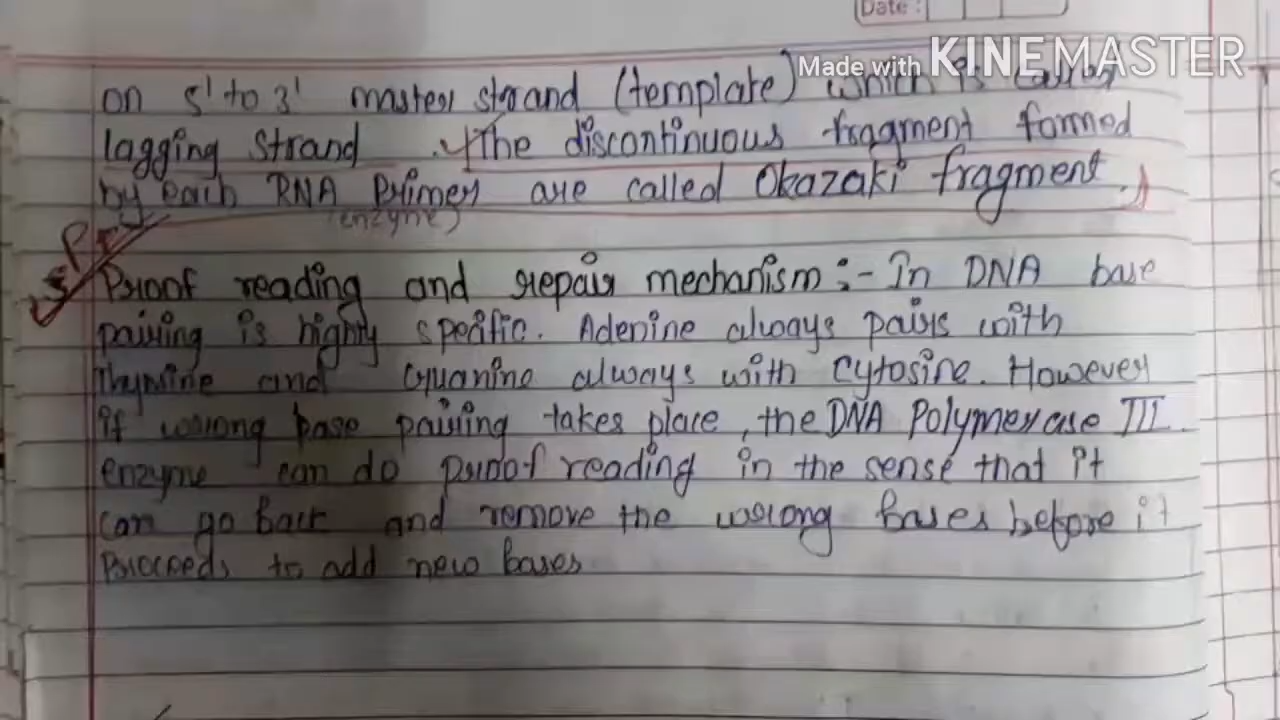 Date :
Made with KINEMASTER
on 5' to 3' master strand (template) which is called
lagging strand . The discontinuous fragment formed
by each RNA Primer are called Okazaki fragment.
(enzyme)
Proof reading and repair mechanism :- In DNA base
pairing is highly specific. Adenine always pairs with
Thymine and Guanine always with Cytosine. However
if wrong base pairing takes place, the DNA Polymerase III
enzyme can do proof reading in the sense that it
can go back and remove the wrong bases before it
proceeds to add new bases